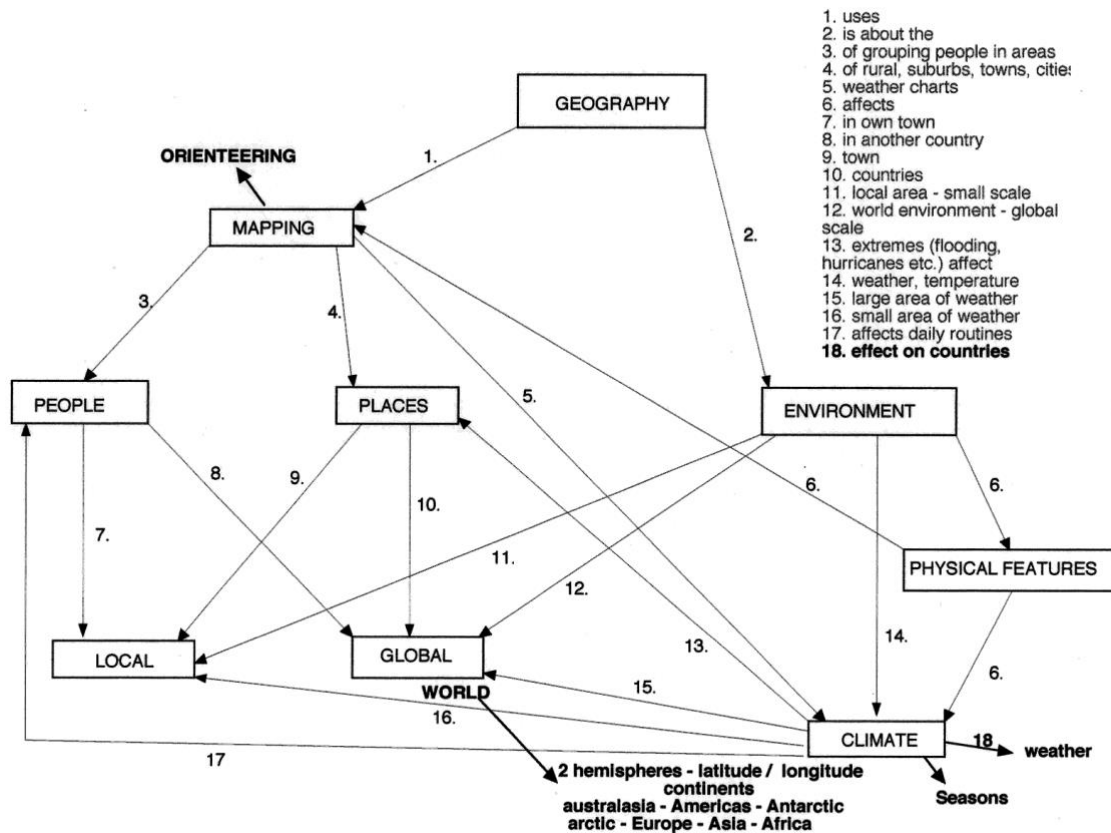 1. uses
2. is about the
3. of grouping people in areas
4. of rural, suburbs, towns, cities
5. weather charts
6. affects
7. in own town
8. in another country
9. town
10. countries
11. local area - small scale
12. world environment - global
scale
13. extremes (flooding,
hurricanes etc.) affect
14. weather, temperature
15. large area of weather
16. small area of weather
17. affects daily routines
18. effect on countries
GEOGRAPHY
ORIENTEERING
1.
MAPPING
2.
3.
4.
PEOPLE
PLACES
5.
ENVIRONMENT
8.
9.
10.
6.
6.
7.
11.
12.
PHYSICAL FEATURES
LOCAL
GLOBAL
13.
14.
6.
WORLD
15.
16.
17
CLIMATE
18
weather
2 hemispheres - latitude / longitude
continents
australasia - Americas - Antarctic
arctic - Europe - Asia - Africa
Seasons